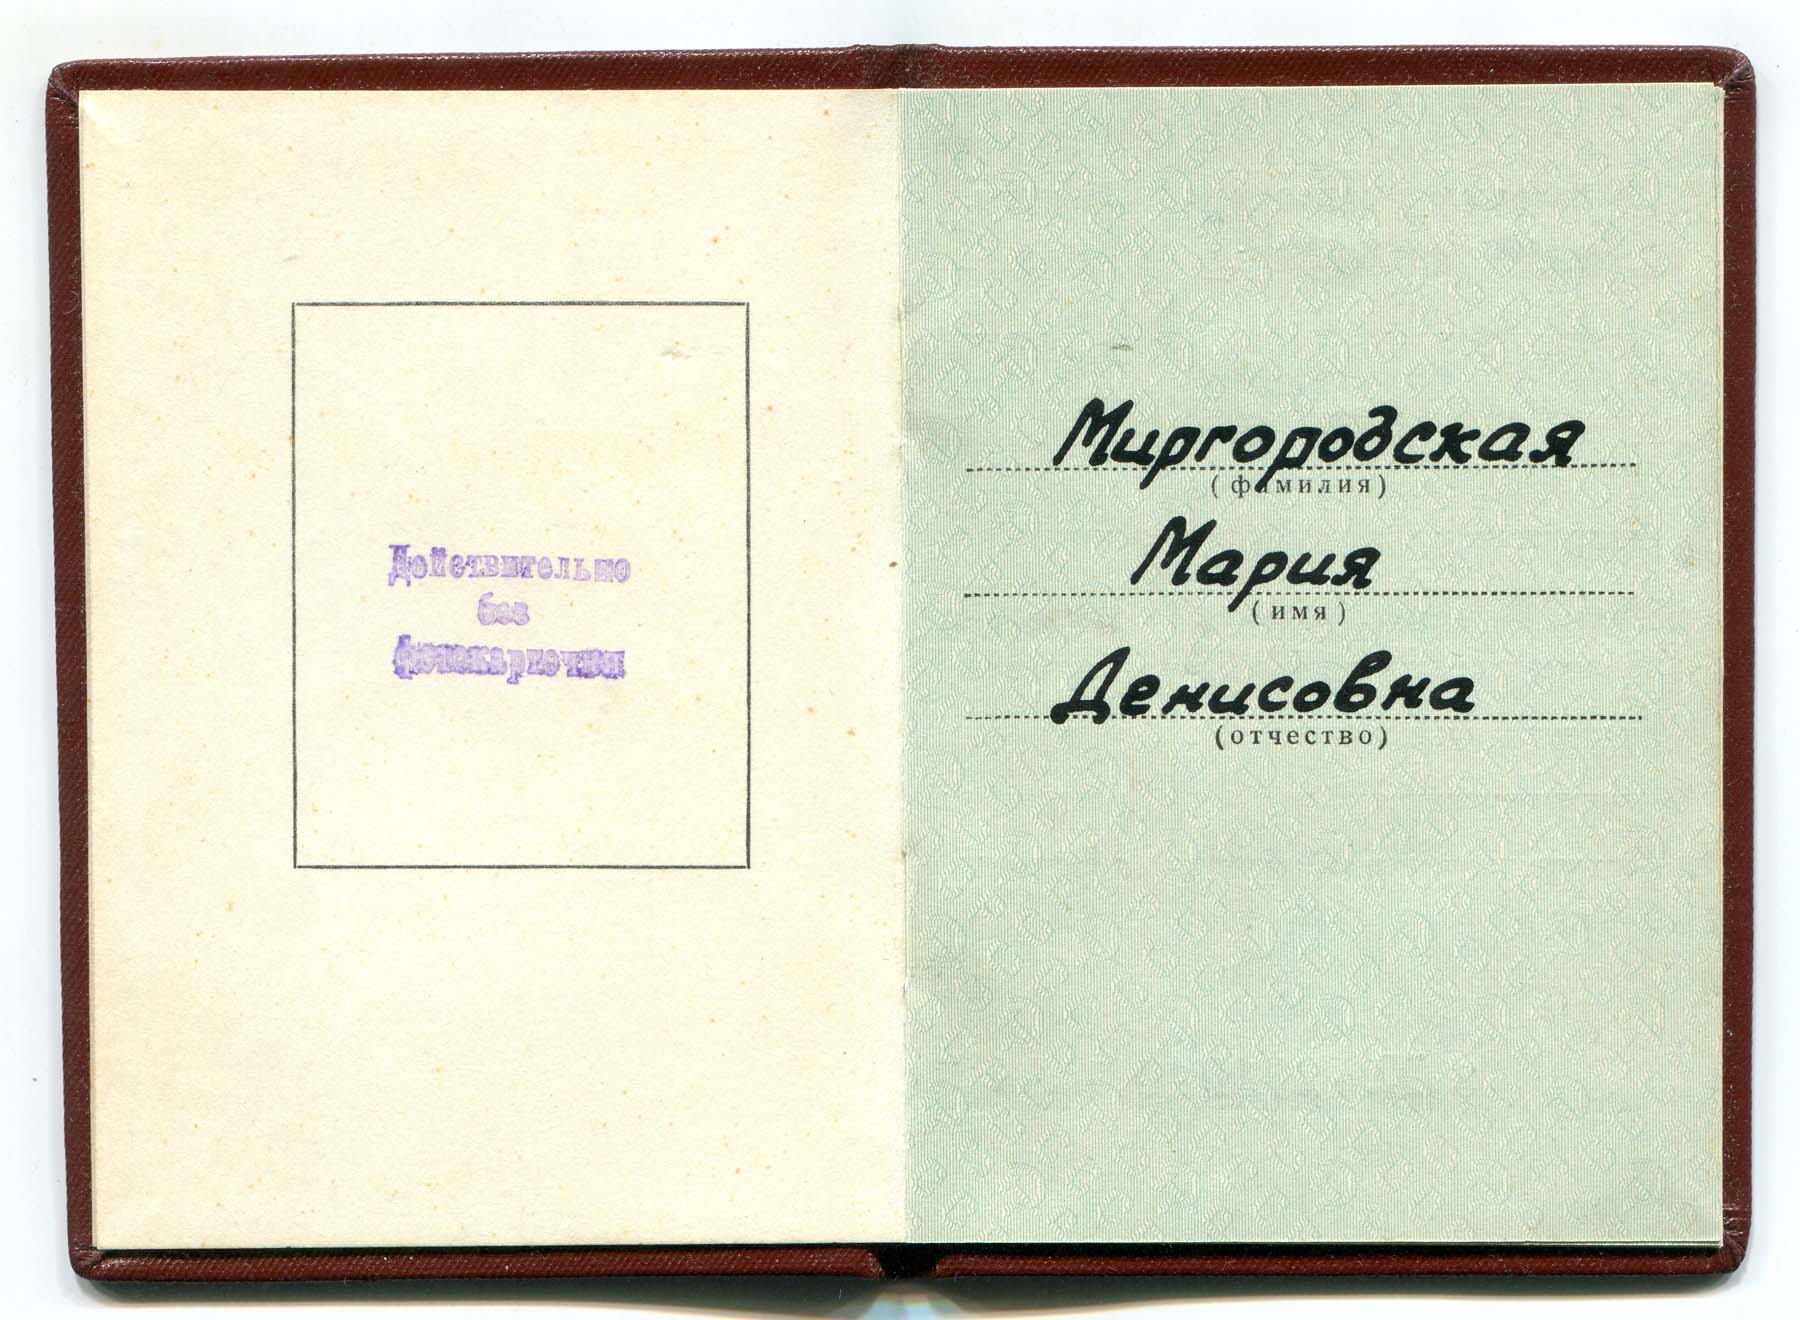 Действительно
без
фотокарточки
Миргородская
(фамилия)
Мария
(имя)
Денисовна
(отчество)